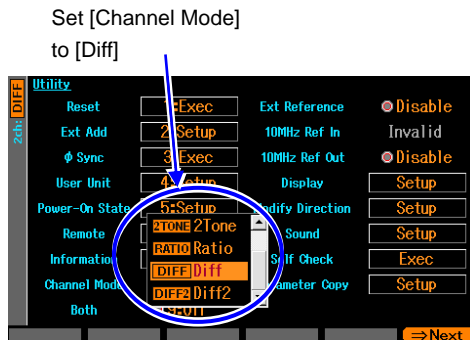 Set [Channel Mode]
to [Diff]
DIFF
2ch:
Utility
Reset 1:Exec Ext Reference Disable
Ext Add 2:Setup 10MHz Ref In Invalid
φ Sync 3:Exec 10MHz Ref Out Disable
User Unit Setup Display Setup
Power-On State 5:Setup Modify Direction Setup
Remote Sound Setup
Information Self Check Exec
Channel Mode Parameter Copy Setup
Both 9:Off
2TONE 2Tone
RATIO Ratio
DIFF Diff
DIFF2 Diff2
⇒Next